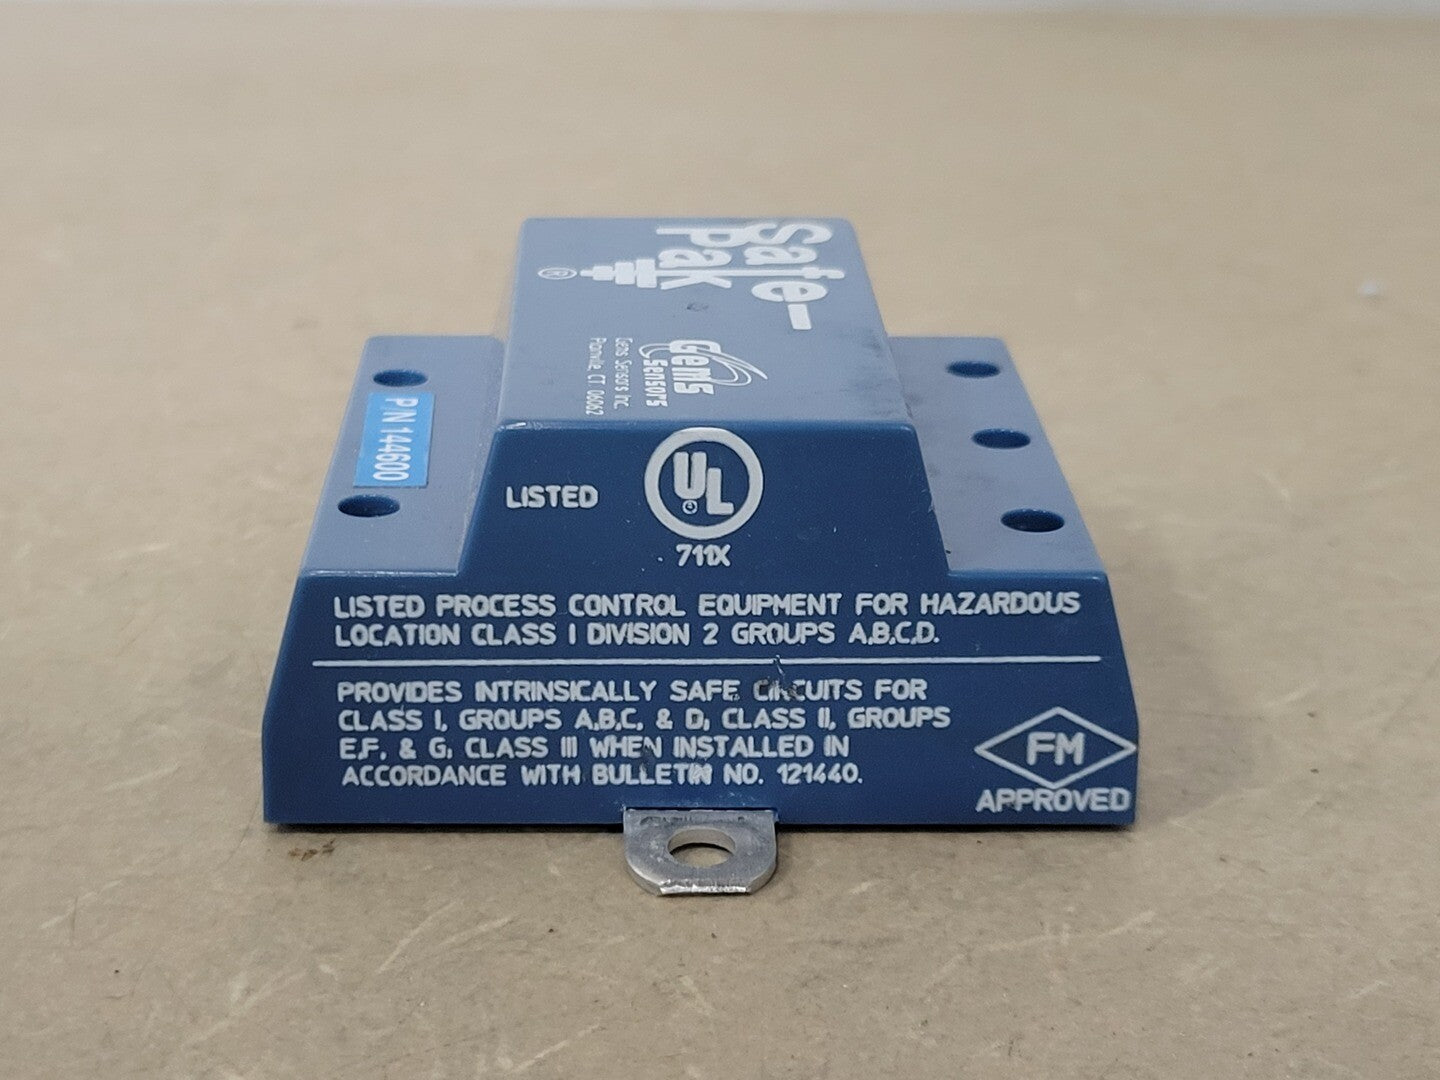 Safe-
Pak
®
Gems
Sensors
Gems Sensors Inc.
Plainville, CT. 06062
P/N 144600
LISTED
UL
®
711X
LISTED PROCESS CONTROL EQUIPMENT FOR HAZARDOUS
LOCATION CLASS I DIVISION 2 GROUPS A,B,C,D.
PROVIDES INTRINSICALLY SAFE CIRCUITS FOR
CLASS I, GROUPS A,B,C, & D, CLASS II, GROUPS
E,F, & G, CLASS III WHEN INSTALLED IN
ACCORDANCE WITH BULLETIN NO. 121440.
FM
APPROVED